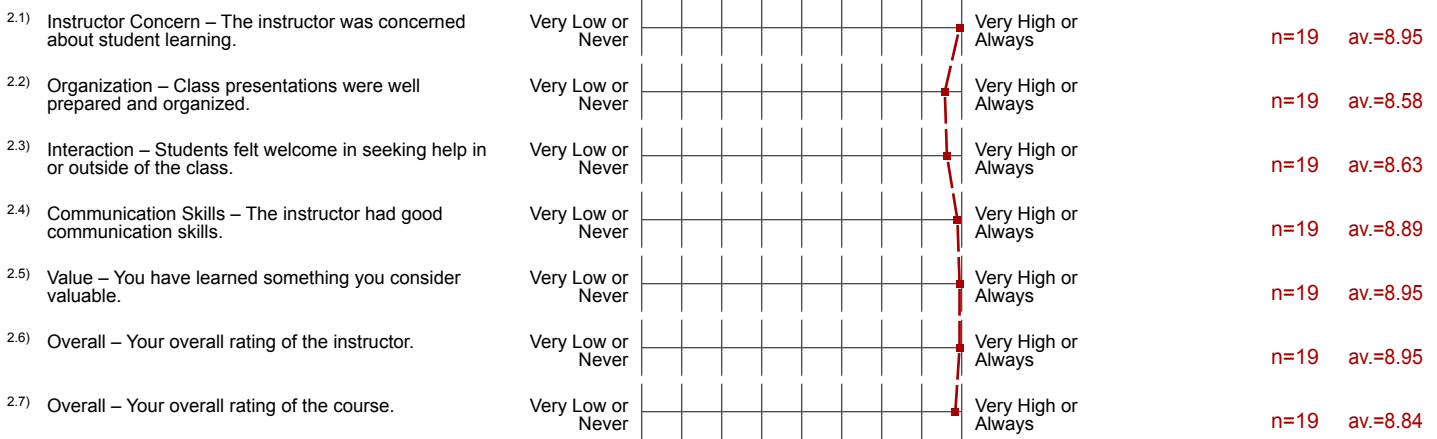 2.1) Instructor Concern – The instructor was concerned about student learning.
Very Low or Never
Very High or Always
n=19 av.=8.95
2.2) Organization – Class presentations were well prepared and organized.
Very Low or Never
Very High or Always
n=19 av.=8.58
2.3) Interaction – Students felt welcome in seeking help in or outside of the class.
Very Low or Never
Very High or Always
n=19 av.=8.63
2.4) Communication Skills – The instructor had good communication skills.
Very Low or Never
Very High or Always
n=19 av.=8.89
2.5) Value – You have learned something you consider valuable.
Very Low or Never
Very High or Always
n=19 av.=8.95
2.6) Overall – Your overall rating of the instructor.
Very Low or Never
Very High or Always
n=19 av.=8.95
2.7) Overall – Your overall rating of the course.
Very Low or Never
Very High or Always
n=19 av.=8.84